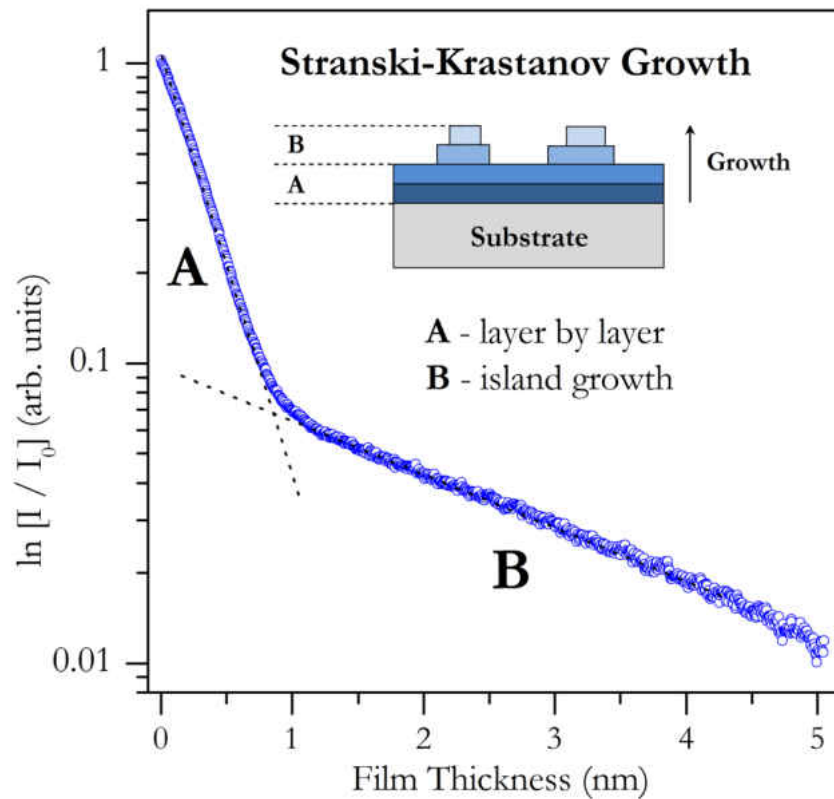 Stranski-Krastanov Growth
B
A
Growth
Substrate
A
A - layer by layer
B - island growth
B
1
0.1
0.01
ln [I / I₀] (arb. units)
0 1 2 3 4 5
Film Thickness (nm)